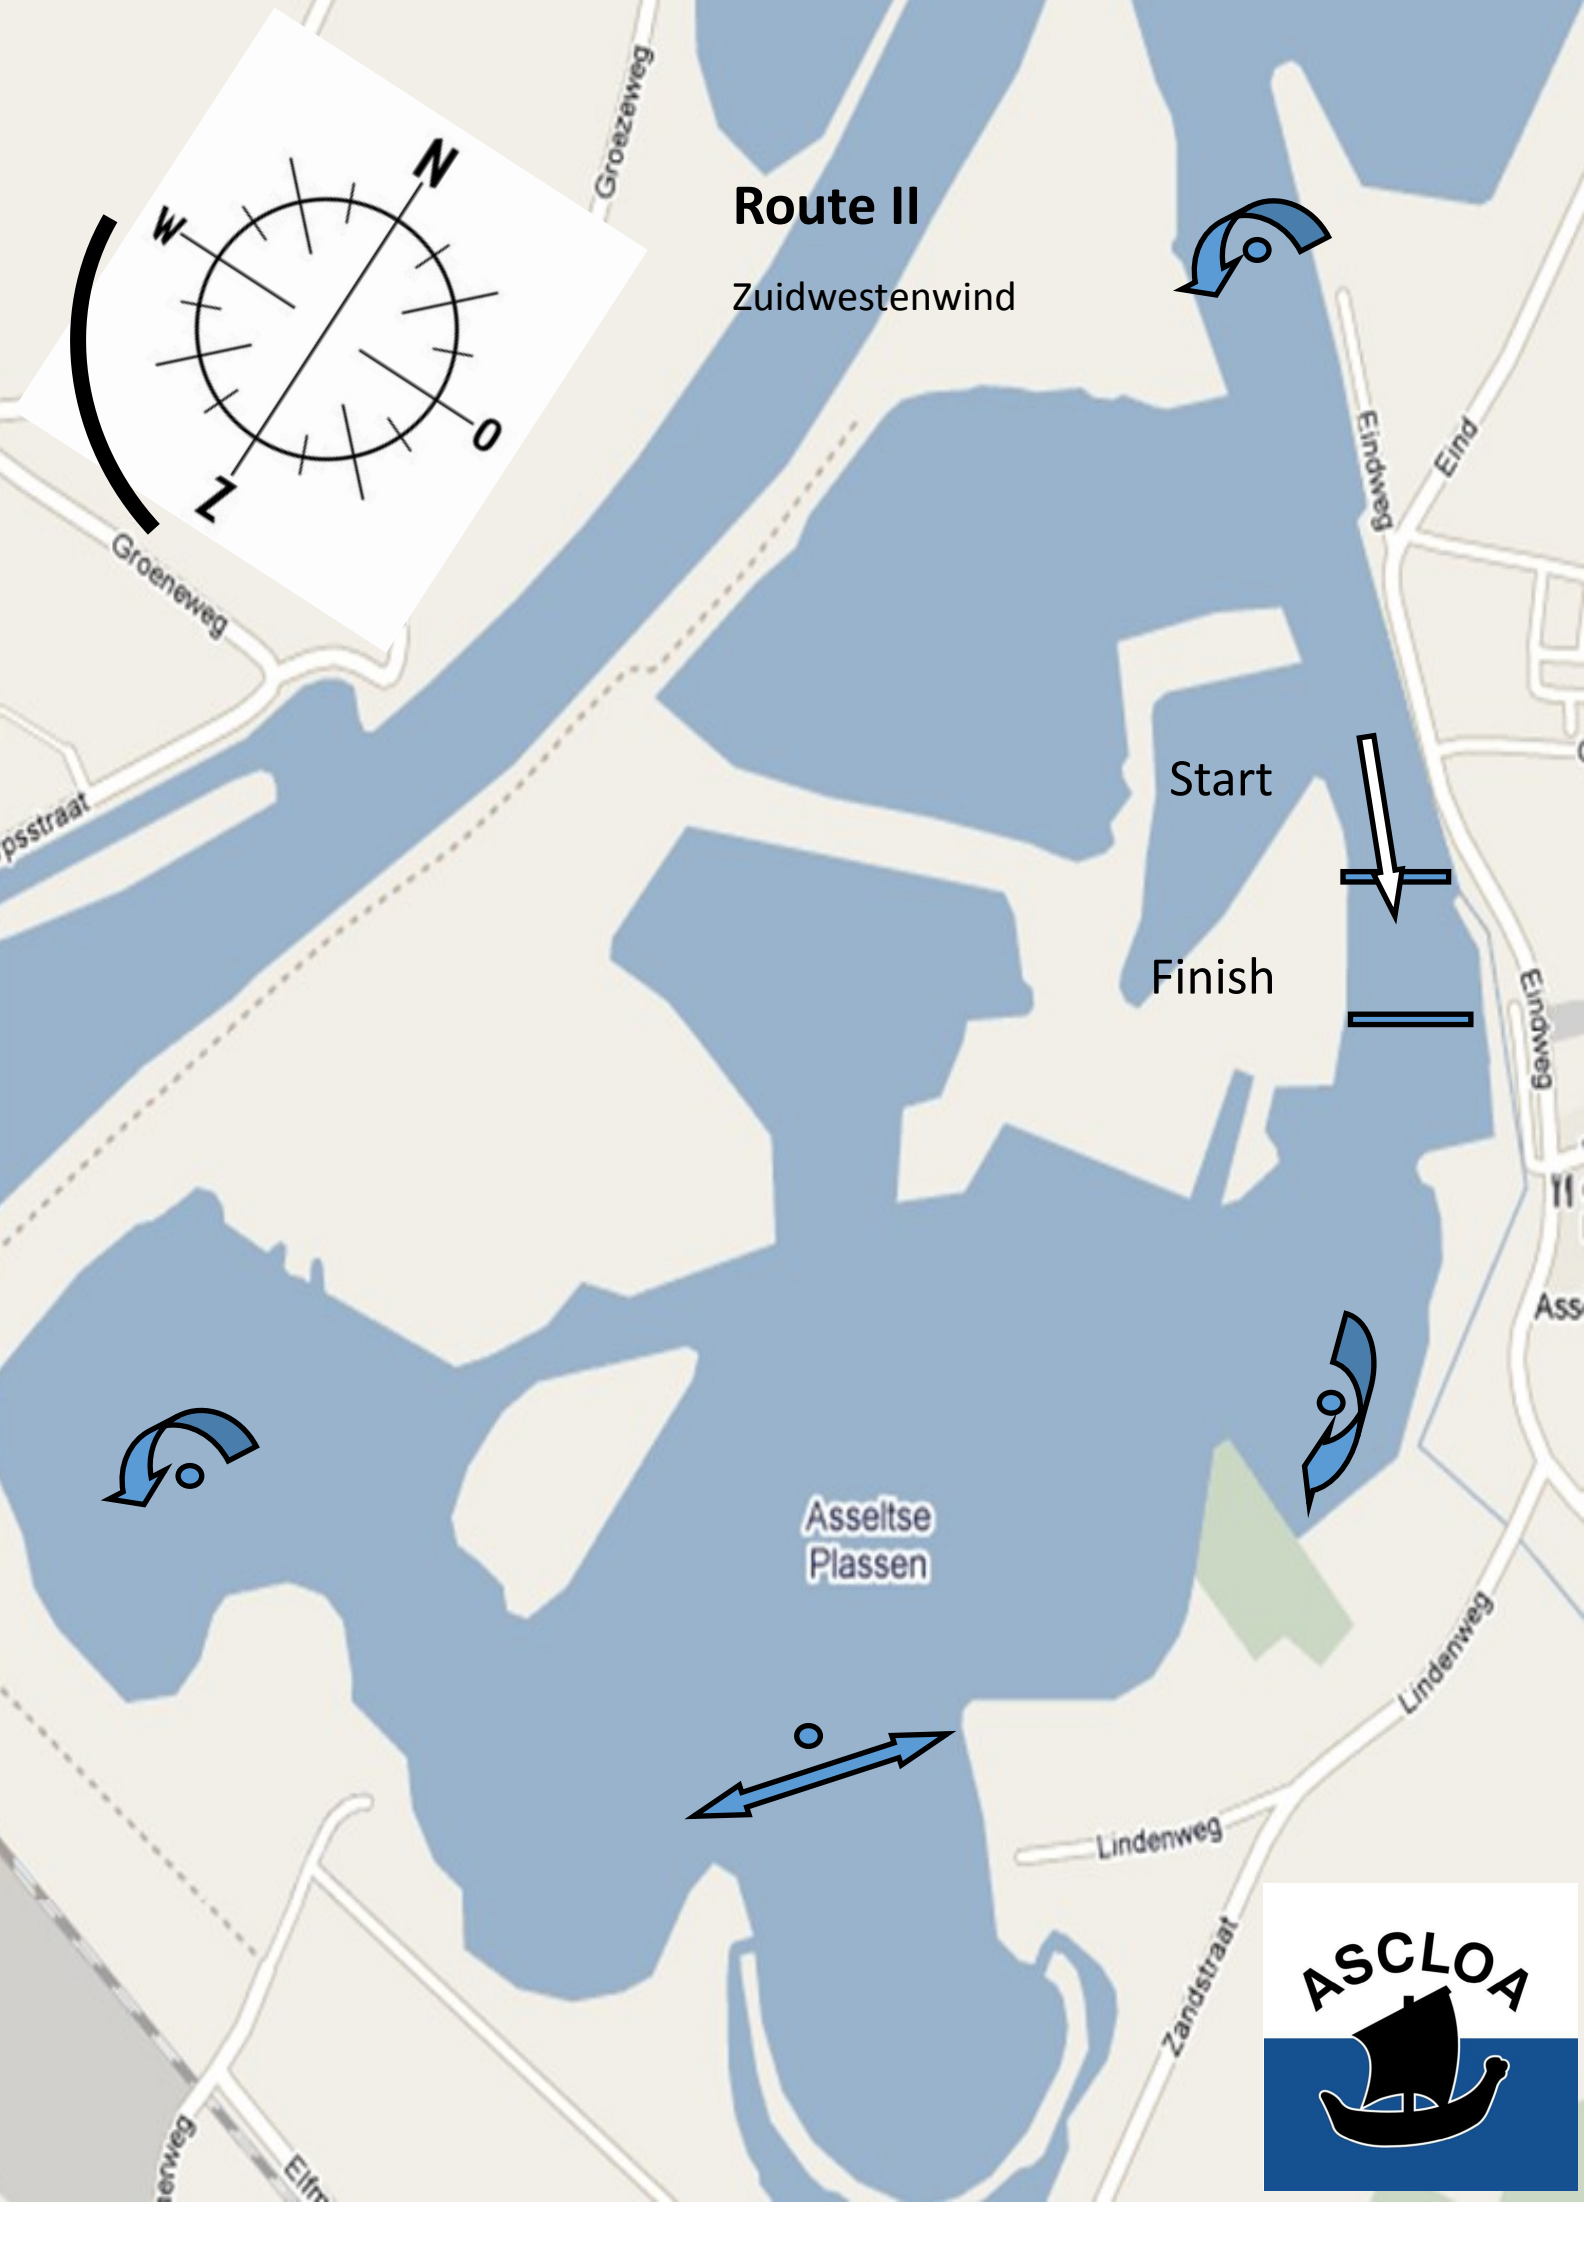 Groezeweg
N
W
O
Z
Route II
Zuidwestenwind
Groeneweg
Eindweg
Eind
psstraat
Start
Finish
Eindweg
Ass
Asseltse
Plassen
Lindenweg
Lindenweg
Zandstraat
erweg
Elfm
ASCLOA